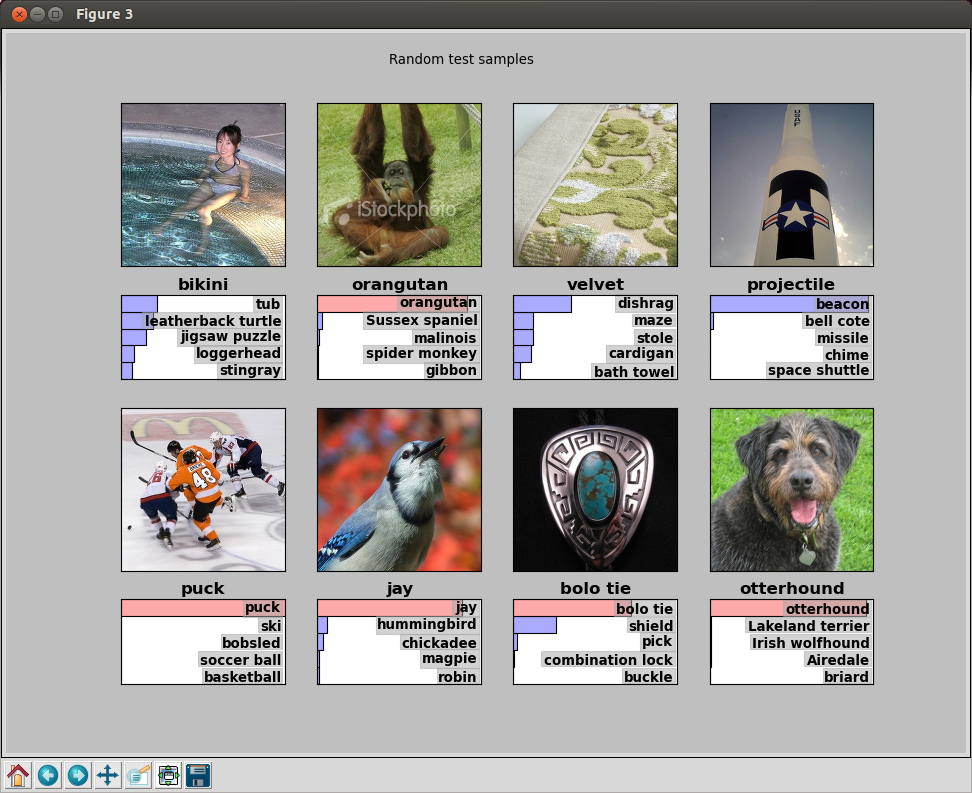 Figure 3
Random test samples
iStockphoto
USAF
bikini
orangutan
velvet
projectile
tub
leatherback turtle
jigsaw puzzle
loggerhead
stingray
orangutan
Sussex spaniel
malinois
spider monkey
gibbon
dishrag
maze
stole
cardigan
bath towel
beacon
bell cote
missile
chime
space shuttle
48
puck
jay
bolo tie
otterhound
puck
ski
bobsled
soccer ball
basketball
jay
hummingbird
chickadee
magpie
robin
bolo tie
shield
pick
combination lock
buckle
otterhound
Lakeland terrier
Irish wolfhound
Airedale
briard